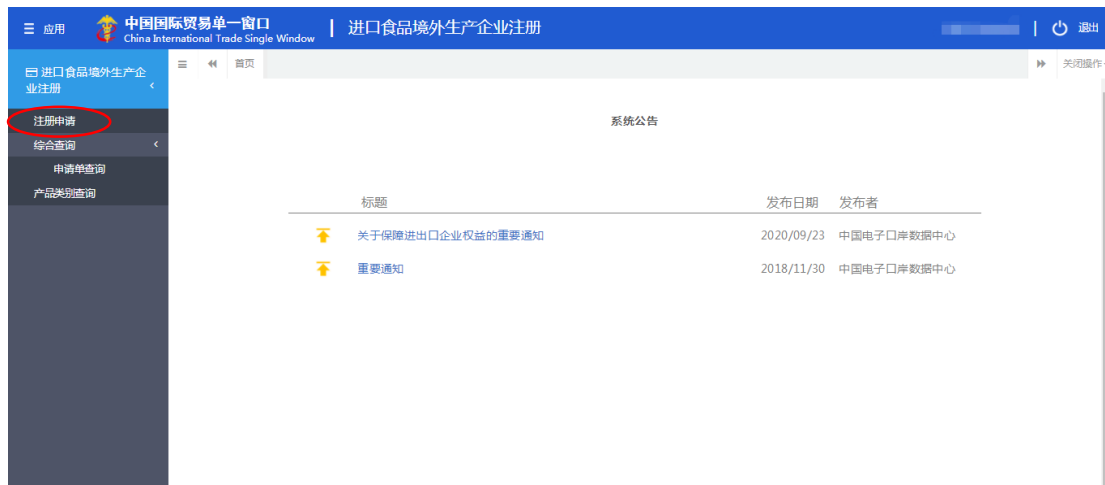 应用
中国国际贸易单一窗口
China International Trade Single Window
进口食品境外生产企业注册
退出
进口食品境外生产企
业注册
首页
关闭操作
注册申请
综合查询
申请单查询
产品类别查询
系统公告
标题 发布日期 发布者
关于保障进出口企业权益的重要通知 2020/09/23 中国电子口岸数据中心
重要通知 2018/11/30 中国电子口岸数据中心